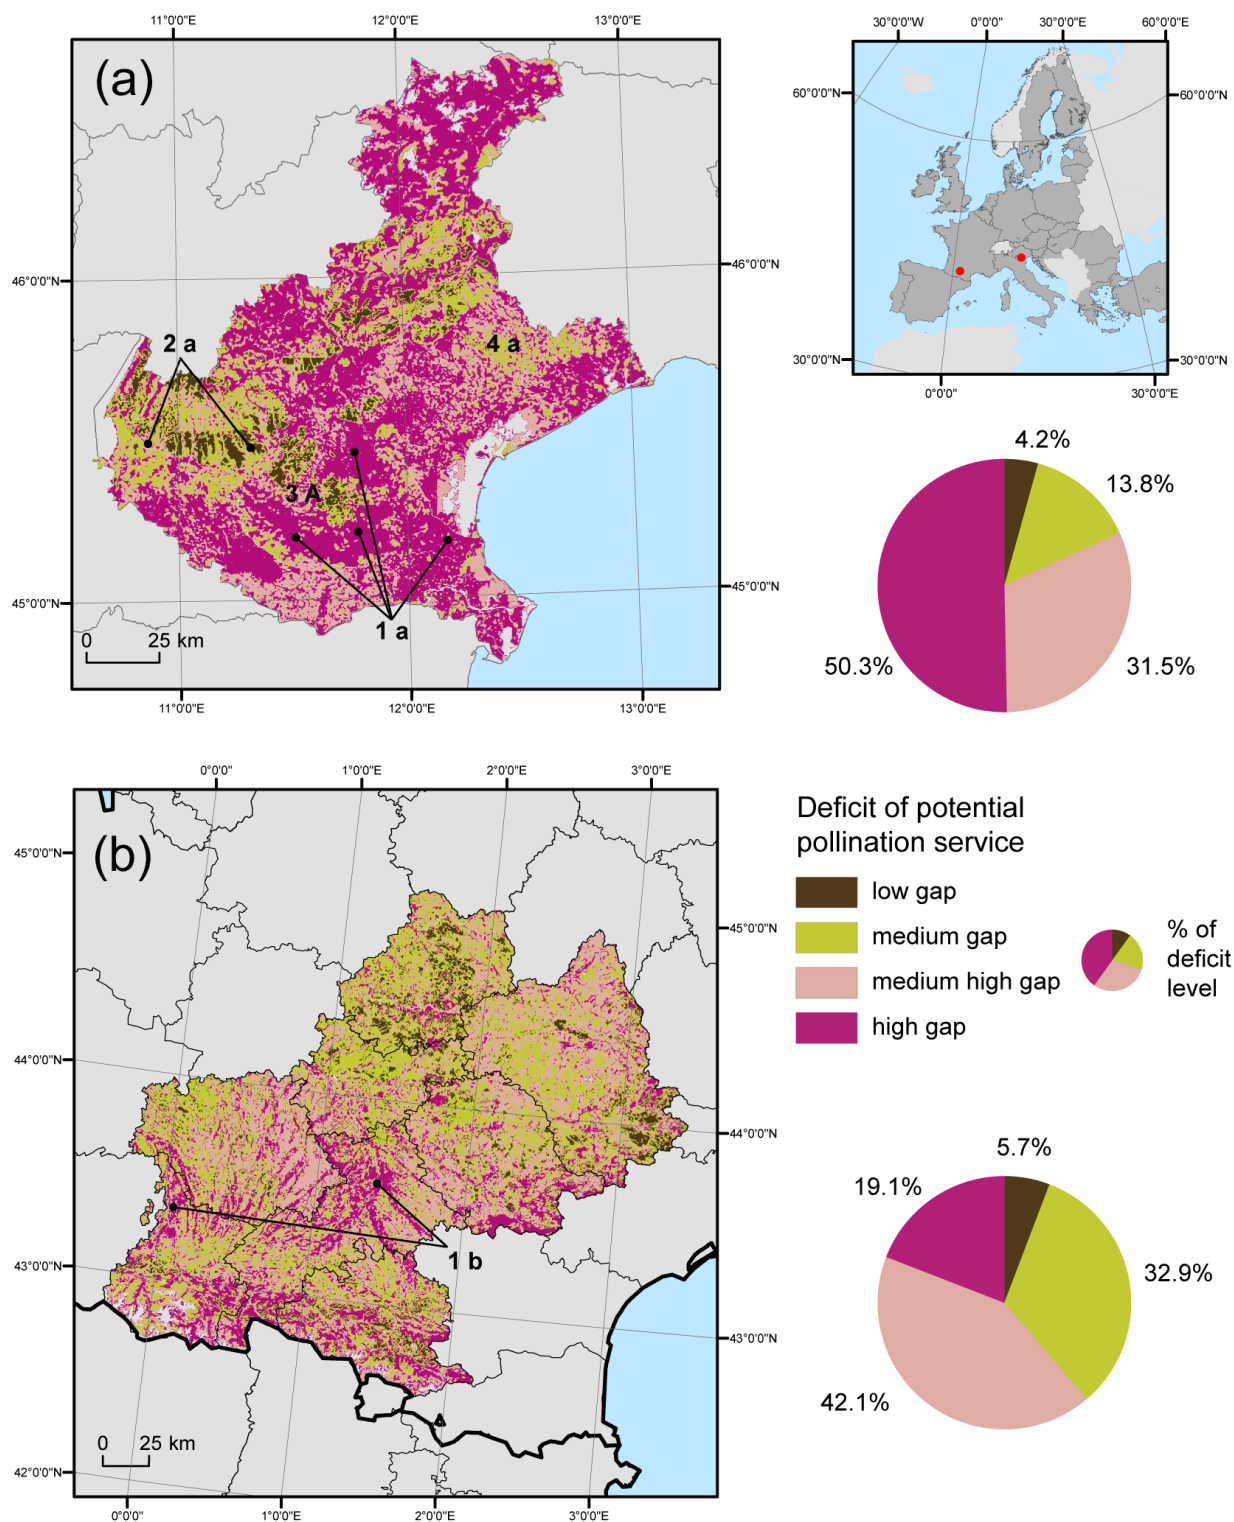 11°0'0"E 12°0'0"E 13°0'0"E
(a)
46°0'0"N
46°0'0"N
2 a
4 a
3 A
45°0'0"N
45°0'0"N
1 a
0 25 km
11°0'0"E 12°0'0"E 13°0'0"E
30°0'0"W 0°0'0" 30°0'0"E 60°0'0"E
60°0'0"N
60°0'0"N
30°0'0"N
30°0'0"N
0°0'0" 30°0'0"E
4.2%
13.8%
50.3%
31.5%
0°0'0" 1°0'0"E 2°0'0"E 3°0'0"E
(b)
45°0'0"N
45°0'0"N
44°0'0"N
44°0'0"N
43°0'0"N
1 b
43°0'0"N
0 25 km
42°0'0"N
0°0'0" 1°0'0"E 2°0'0"E 3°0'0"E
Deficit of potential
pollination service
low gap
medium gap
medium high gap
high gap
% of
deficit
level
5.7%
19.1%
32.9%
42.1%